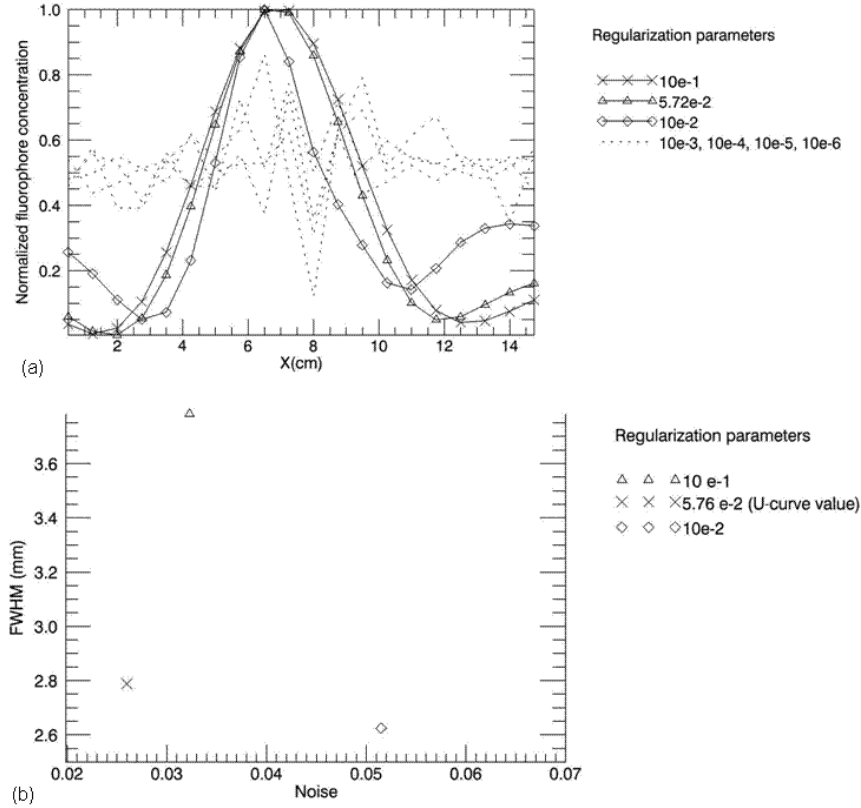 Normalized fluorophore concentration
1.0
0.8
0.6
0.4
0.2
2
4
6
8
10
12
14
X(cm)
(a)
Regularization parameters
10e-1
5.72e-2
10e-2
10e-3, 10e-4, 10e-5, 10e-6
FWHM (mm)
3.6
3.4
3.2
3.0
2.8
2.6
0.02
0.03
0.04
0.05
0.06
0.07
Noise
(b)
Regularization parameters
10 e-1
5.76 e-2 (U-curve value)
10e-2